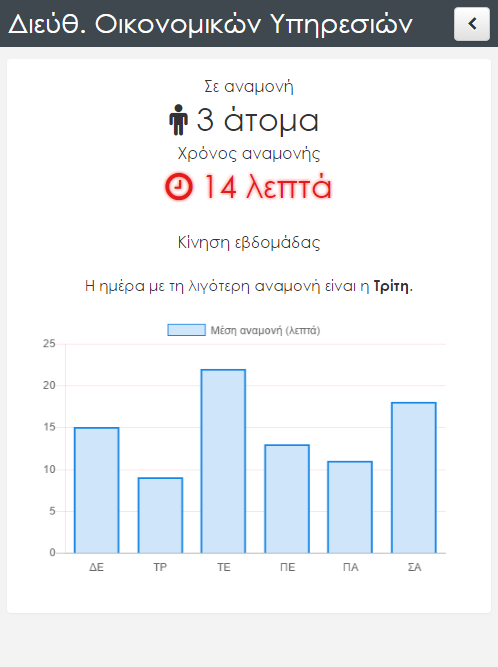 Διεύθ. Οικονομικών Υπηρεσιών
Σε αναμονή
3 άτομα
Χρόνος αναμονής
14 λεπτά
Κίνηση εβδομάδας
Η ημέρα με τη λιγότερη αναμονή είναι η Τρίτη.
Μέση αναμονή (λεπτά)
25
20
15
10
5
0
ΔΕ ΤΡ ΤΕ ΠΕ ΠΑ ΣΑ